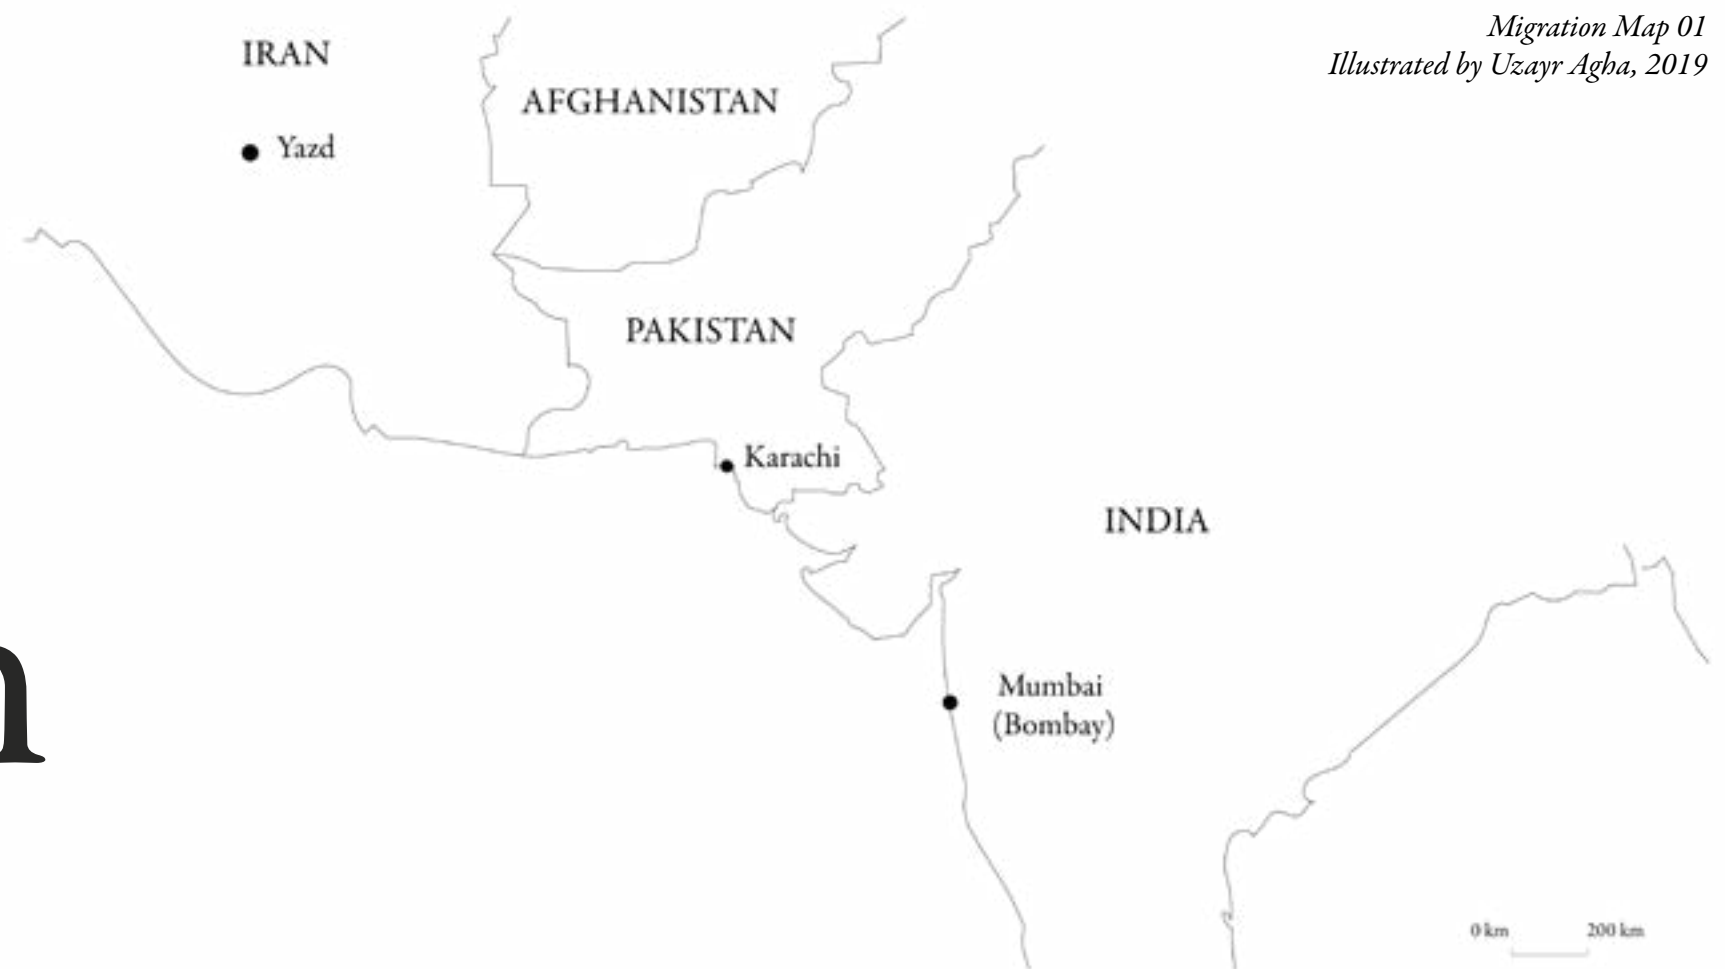 Migration Map 01
Illustrated by Uzayr Agha, 2019
IRAN
AFGHANISTAN
Yazd
PAKISTAN
Karachi
INDIA
Mumbai
(Bombay)
n
0 km 200 km